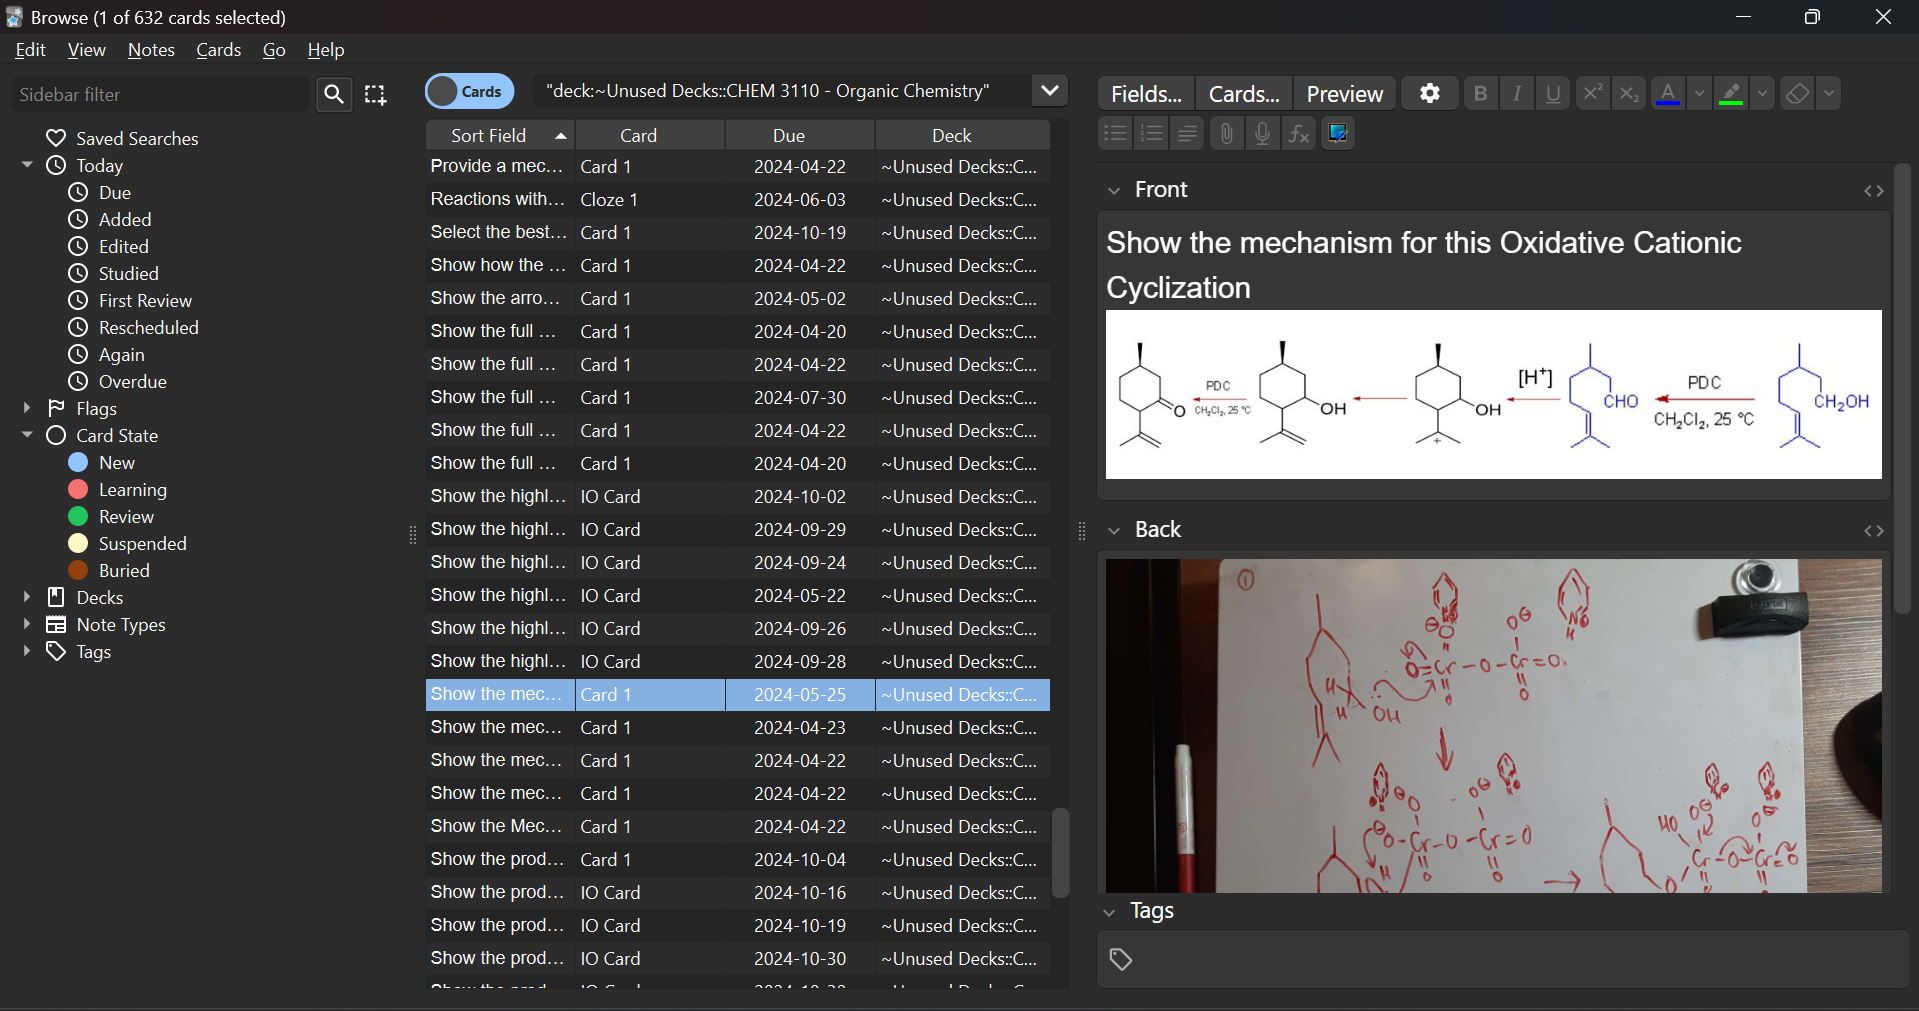 Browse (1 of 632 cards selected)
Edit View Notes Cards Go Help
Sidebar filter
Saved Searches
Today
Due
Added
Edited
Studied
First Review
Rescheduled
Again
Overdue
Flags
Card State
New
Learning
Review
Suspended
Buried
Decks
Note Types
Tags
Cards "deck:~Unused Decks::CHEM 3110 - Organic Chemistry"
Sort Field Card Due Deck
Provide a mec... Card 1 2024-04-22 ~Unused Decks::C...
Reactions with... Cloze 1 2024-06-03 ~Unused Decks::C...
Select the best... Card 1 2024-10-19 ~Unused Decks::C...
Show how the ... Card 1 2024-04-22 ~Unused Decks::C...
Show the arro... Card 1 2024-05-02 ~Unused Decks::C...
Show the full ... Card 1 2024-04-20 ~Unused Decks::C...
Show the full ... Card 1 2024-04-22 ~Unused Decks::C...
Show the full ... Card 1 2024-07-30 ~Unused Decks::C...
Show the full ... Card 1 2024-04-22 ~Unused Decks::C...
Show the full ... Card 1 2024-04-20 ~Unused Decks::C...
Show the highl... IO Card 2024-10-02 ~Unused Decks::C...
Show the highl... IO Card 2024-09-29 ~Unused Decks::C...
Show the highl... IO Card 2024-09-24 ~Unused Decks::C...
Show the highl... IO Card 2024-05-22 ~Unused Decks::C...
Show the highl... IO Card 2024-09-26 ~Unused Decks::C...
Show the highl... IO Card 2024-09-28 ~Unused Decks::C...
Show the mec... Card 1 2024-05-25 ~Unused Decks::C...
Show the mec... Card 1 2024-04-23 ~Unused Decks::C...
Show the mec... Card 1 2024-04-22 ~Unused Decks::C...
Show the mec... Card 1 2024-04-22 ~Unused Decks::C...
Show the Mec... Card 1 2024-04-22 ~Unused Decks::C...
Show the prod... Card 1 2024-10-04 ~Unused Decks::C...
Show the prod... IO Card 2024-10-16 ~Unused Decks::C...
Show the prod... IO Card 2024-10-19 ~Unused Decks::C...
Show the prod... IO Card 2024-10-30 ~Unused Decks::C...
Fields... Cards... Preview B I U x² x₂ A
fx
Front
Show the mechanism for this Oxidative Cationic
Cyclization
O PDC CH₂Cl₂, 25 °C OH OH + [H⁺] CHO PDC CH₂Cl₂, 25 °C CH₂OH
Back
①
O=Cr-O-Cr=O
H
H OH
O-Cr-O-Cr=O
H
HO
Cr-O-Cr=O
Tags